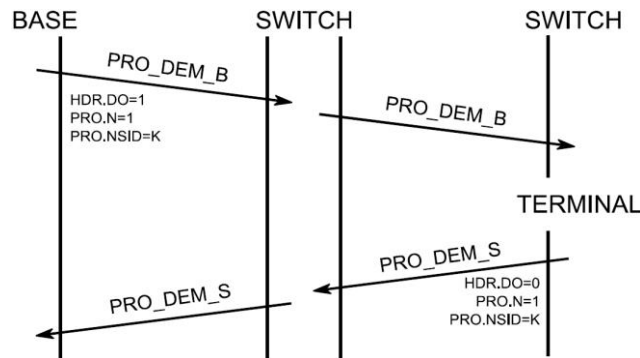 BASE SWITCH SWITCH
PRO_DEM_B
HDR.DO=1
PRO.N=1
PRO.NSID=K
PRO_DEM_B
TERMINAL
PRO_DEM_S
HDR.DO=0
PRO.N=1
PRO.NSID=K
PRO_DEM_S